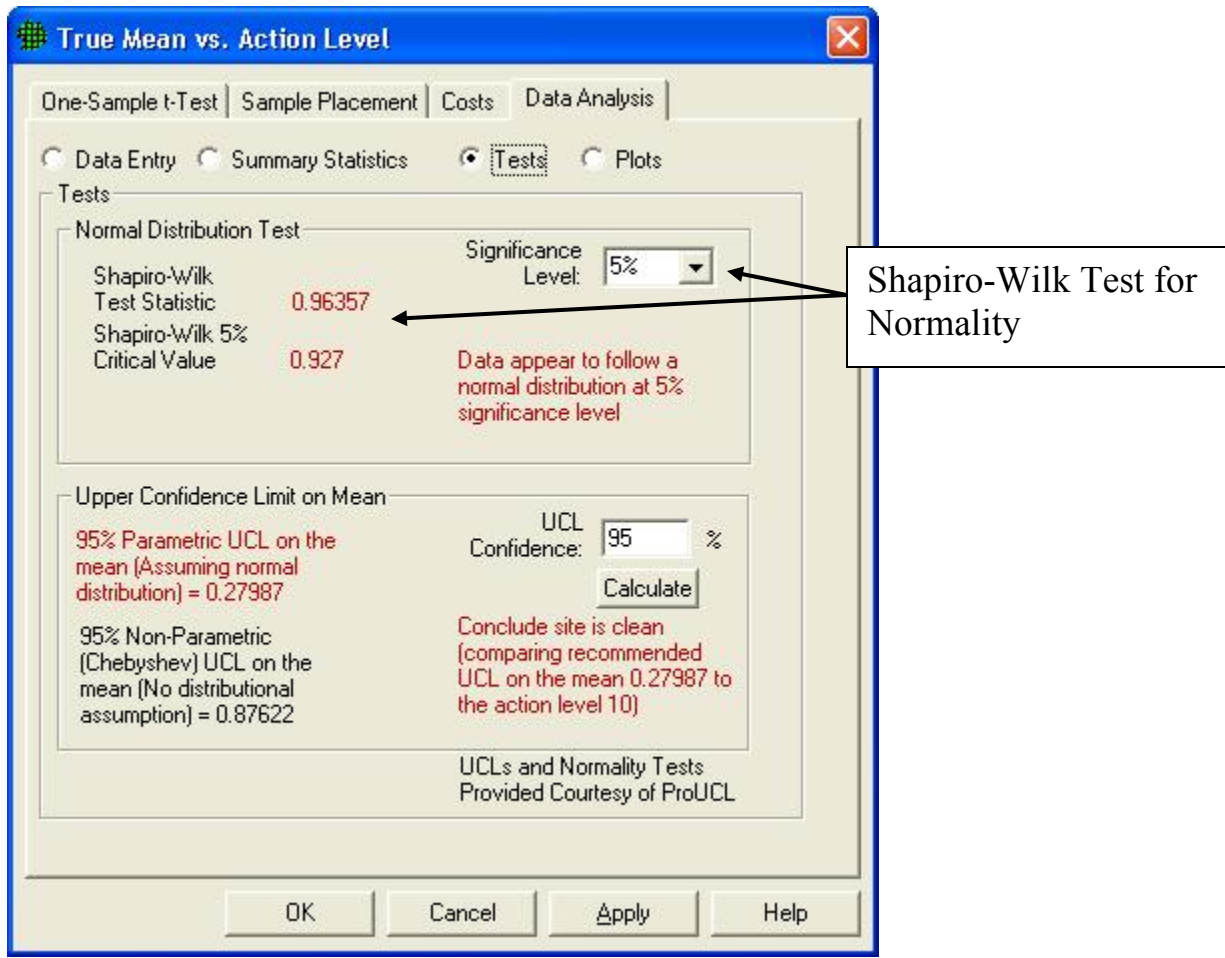 True Mean vs. Action Level
One-Sample t-Test
Sample Placement
Costs
Data Analysis
Data Entry
Summary Statistics
Tests
Plots
Tests
Normal Distribution Test
Shapiro-Wilk
Test Statistic 0.96357
Shapiro-Wilk 5%
Critical Value 0.927
Significance
Level:
5%
Data appear to follow a
normal distribution at 5%
significance level
Shapiro-Wilk Test for
Normality
Upper Confidence Limit on Mean
95% Parametric UCL on the
mean (Assuming normal
distribution) = 0.27987
95% Non-Parametric
(Chebyshev) UCL on the
mean (No distributional
assumption) = 0.87622
UCL
Confidence:
95 %
Calculate
Conclude site is clean
(comparing recommended
UCL on the mean 0.27987 to
the action level 10)
UCLs and Normality Tests
Provided Courtesy of ProUCL
OK
Cancel
Apply
Help